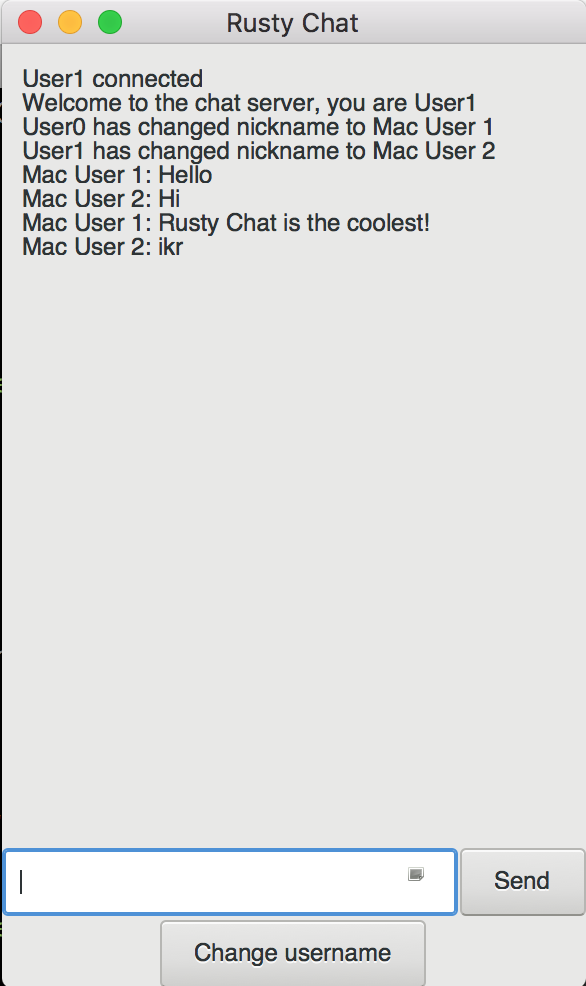 Rusty Chat
User1 connected
Welcome to the chat server, you are User1
User0 has changed nickname to Mac User 1
User1 has changed nickname to Mac User 2
Mac User 1: Hello
Mac User 2: Hi
Mac User 1: Rusty Chat is the coolest!
Mac User 2: ikr
Send
Change username